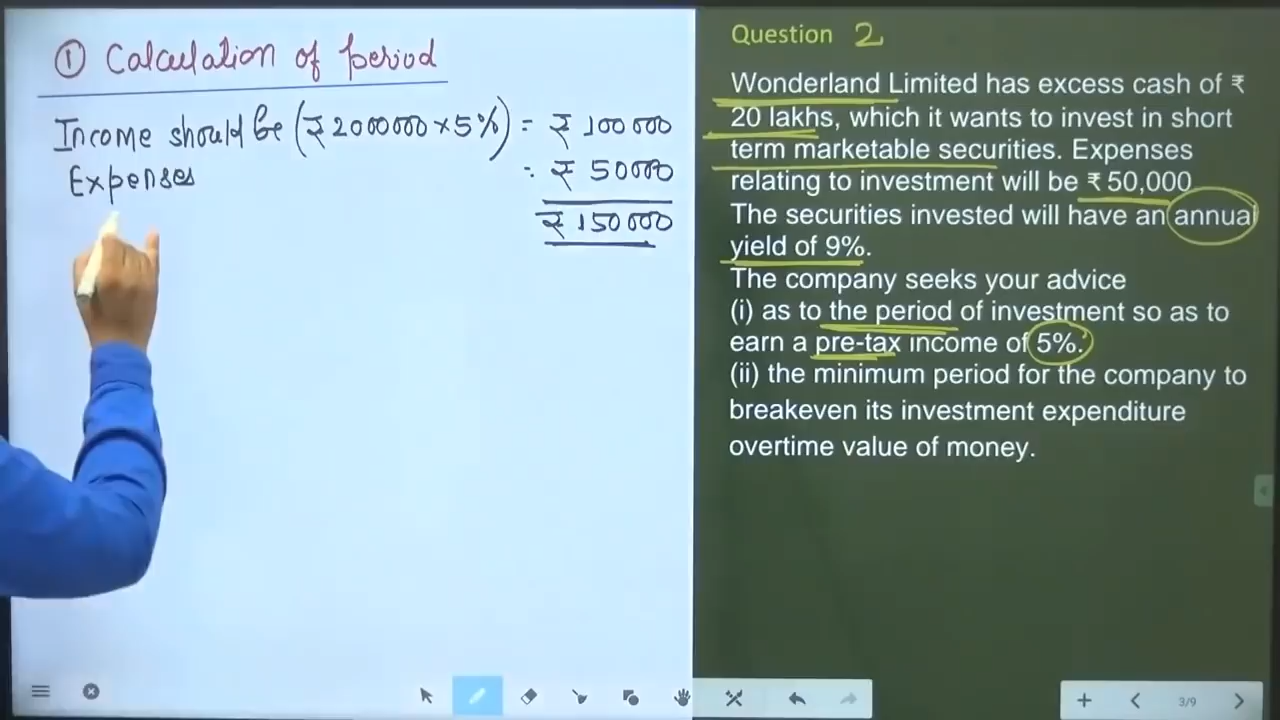 ① Calculation of period
Income should be (₹ 2000000 × 5%) = ₹ 100000
Expenses = ₹ 50000
₹ 150000
Question 2
Wonderland Limited has excess cash of ₹
20 lakhs, which it wants to invest in short
term marketable securities. Expenses
relating to investment will be ₹ 50,000
The securities invested will have an annual
yield of 9%.
The company seeks your advice
(i) as to the period of investment so as to
earn a pre-tax income of 5%.
(ii) the minimum period for the company to
breakeven its investment expenditure
overtime value of money.
3/9